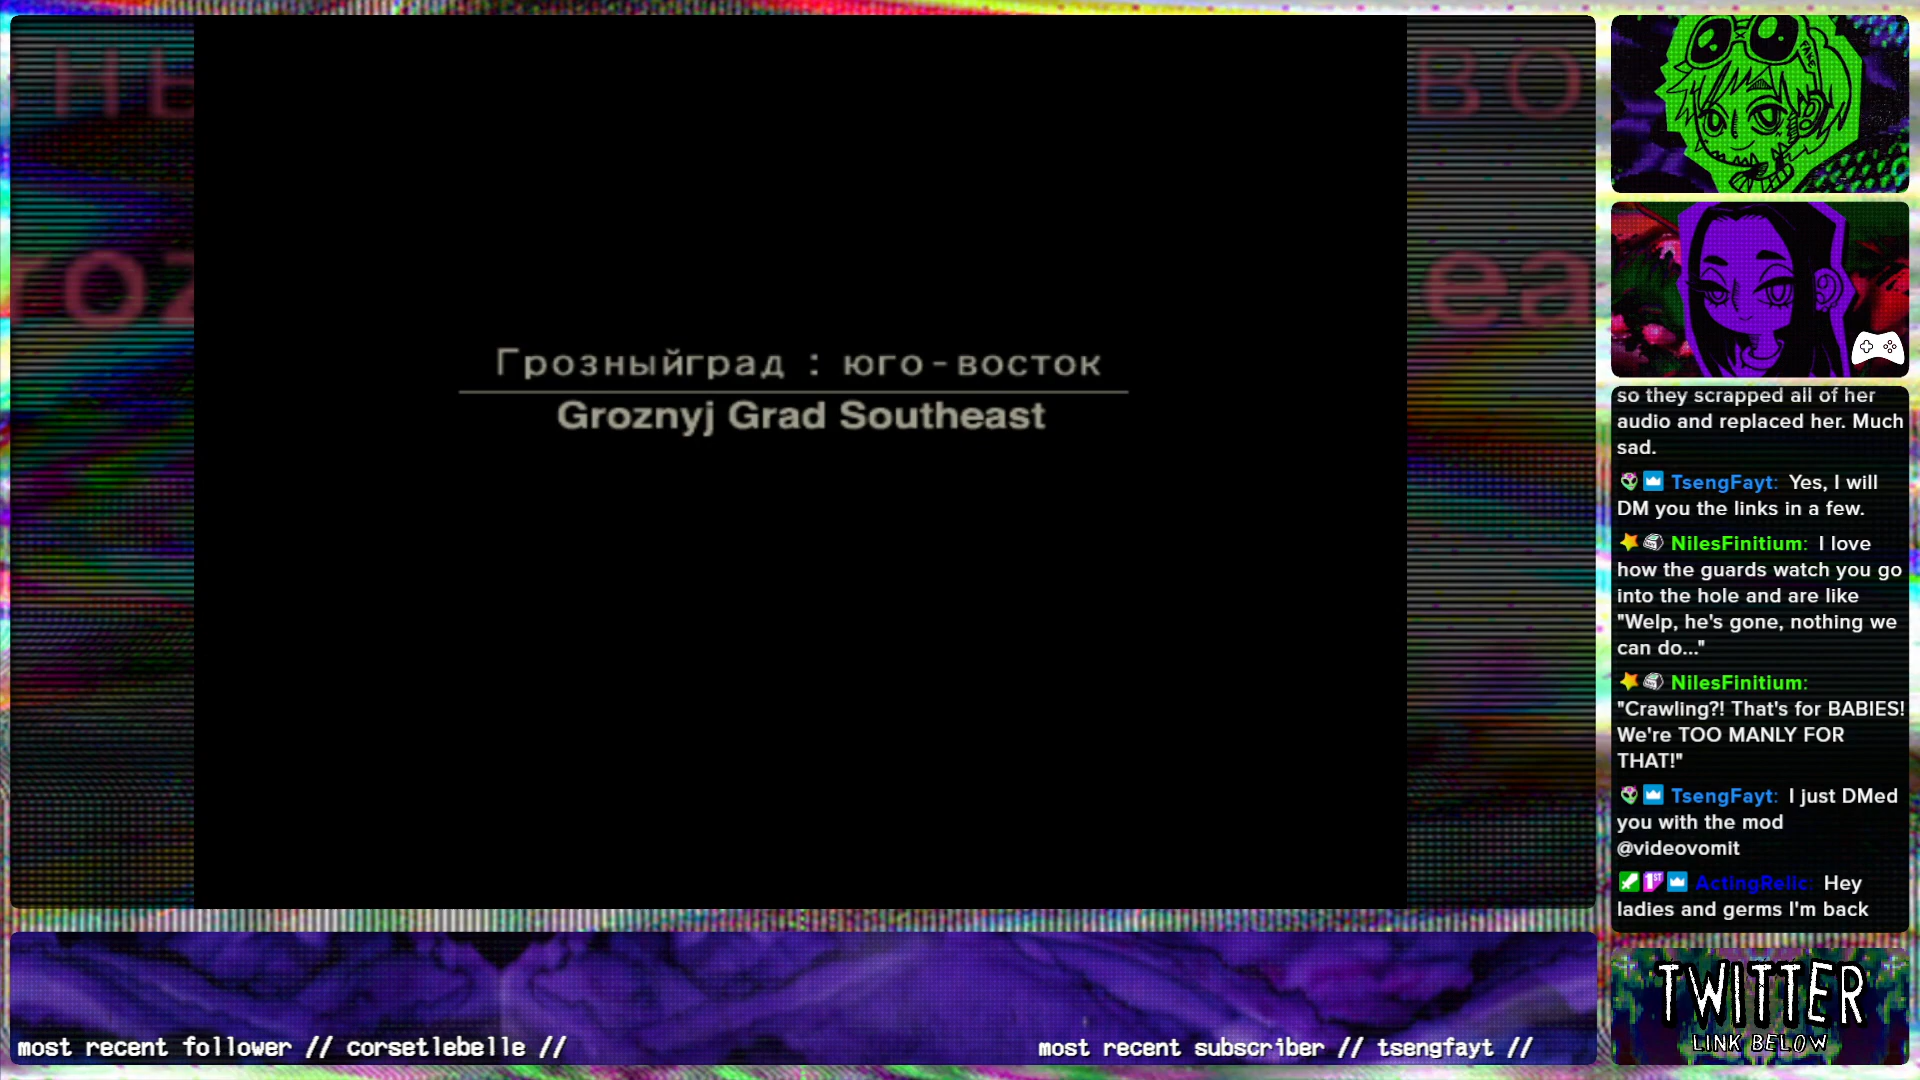 Грозныйград : юго-восток
Groznyj Grad Southeast
so they scrapped all of her
audio and replaced her. Much
sad.
TsengFayt: Yes, I will
DM you the links in a few.
NilesFinitium: I love
how the guards watch you go
into the hole and are like
"Welp, he's gone, nothing we
can do..."
NilesFinitium:
"Crawling?! That's for BABIES!
We're TOO MANLY FOR
THAT!"
TsengFayt: I just DMed
you with the mod
@videovomit
1ST ActingRelic: Hey
ladies and germs I'm back
TWITTER
LINK BELOW
most recent follower // corsetlebelle //
most recent subscriber // tsengfayt //